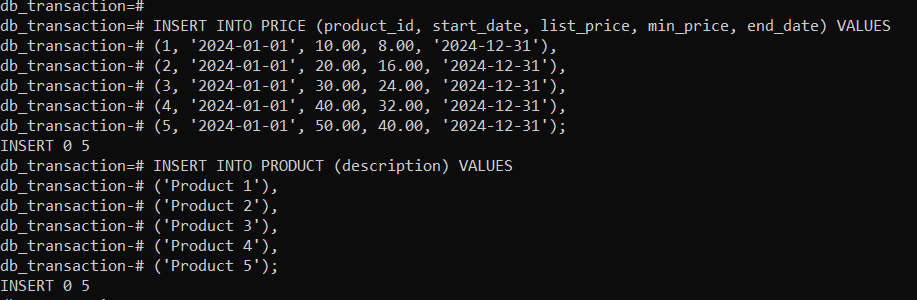 db_transaction=#
db_transaction=# INSERT INTO PRICE (product_id, start_date, list_price, min_price, end_date) VALUES
db_transaction-# (1, '2024-01-01', 10.00, 8.00, '2024-12-31'),
db_transaction-# (2, '2024-01-01', 20.00, 16.00, '2024-12-31'),
db_transaction-# (3, '2024-01-01', 30.00, 24.00, '2024-12-31'),
db_transaction-# (4, '2024-01-01', 40.00, 32.00, '2024-12-31'),
db_transaction-# (5, '2024-01-01', 50.00, 40.00, '2024-12-31');
INSERT 0 5
db_transaction=# INSERT INTO PRODUCT (description) VALUES
db_transaction-# ('Product 1'),
db_transaction-# ('Product 2'),
db_transaction-# ('Product 3'),
db_transaction-# ('Product 4'),
db_transaction-# ('Product 5');
INSERT 0 5